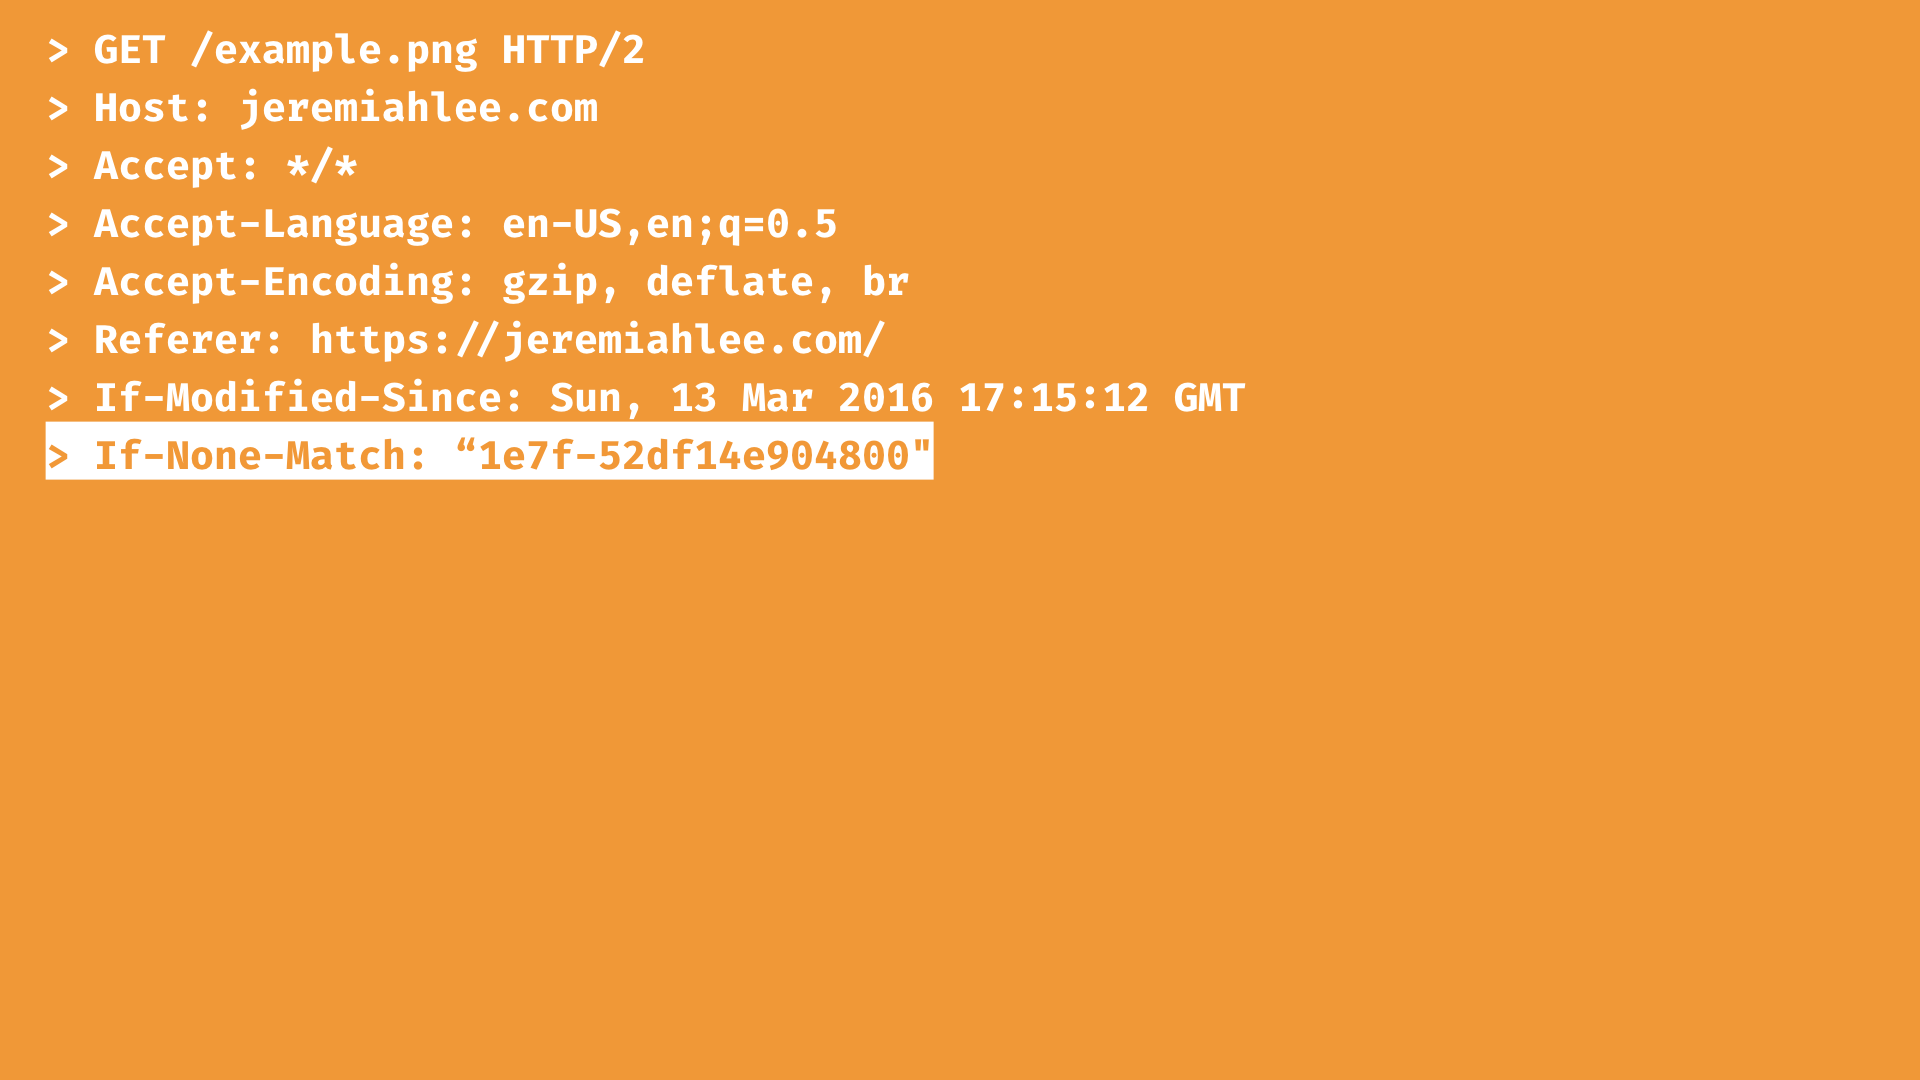 > GET /example.png HTTP/2
> Host: jeremiahlee.com
> Accept: */*
> Accept-Language: en-US,en;q=0.5
> Accept-Encoding: gzip, deflate, br
> Referer: https://jeremiahlee.com/
> If-Modified-Since: Sun, 13 Mar 2016 17:15:12 GMT
> If-None-Match: “1e7f-52df14e904800"